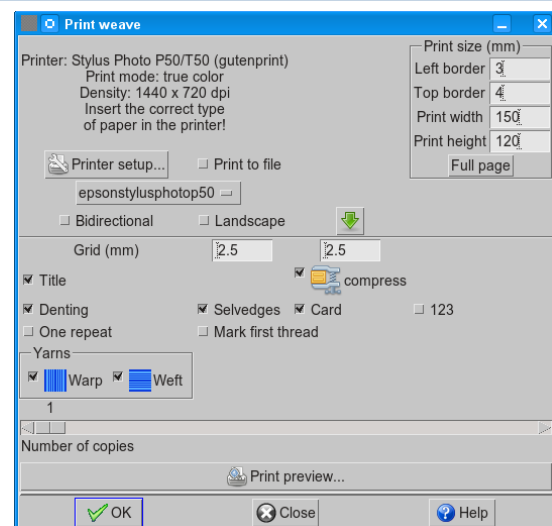 Print weave
Printer: Stylus Photo P50/T50 (gutenprint)
Print mode: true color
Density: 1440 x 720 dpi
Insert the correct type
of paper in the printer!
Print size (mm)
Left border 3
Top border 4
Print width 150
Print height 120
Full page
Printer setup... Print to file
epsonstylusphotop50
Bidirectional Landscape
Grid (mm) 2.5 2.5
Title compress
Denting Selvedges Card 123
One repeat Mark first thread
Yarns
Warp Weft
1
Number of copies
Print preview...
OK Close Help